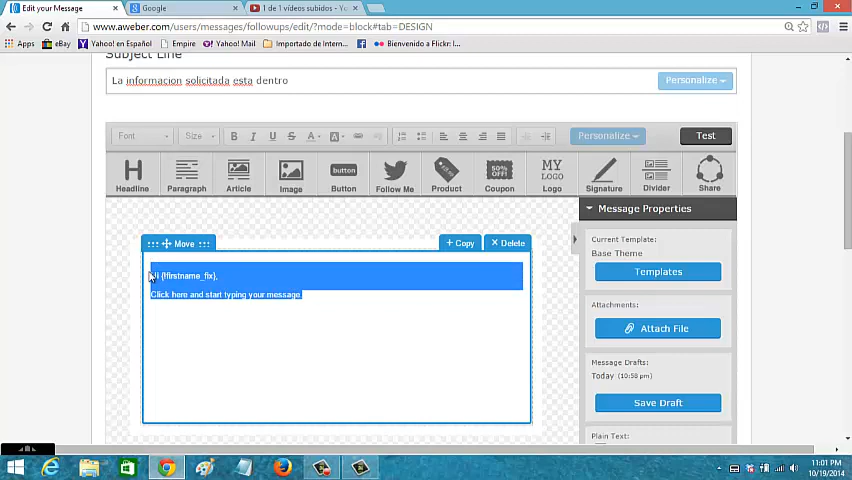 Edit your Message
Google
1 de 1 vídeos subidos - Yo
www.aweber.com/users/messages/followups/edit/?mode=block#tab=DESIGN
Apps eBay Yahoo! en Español Empire Yahoo! Mail Importado de Intern... Bienvenido a Flickr: l...
Subject Line
La informacion solicitada esta dentro
Personalize
Font Size B I U S A A Personalize Test
Headline Paragraph Article Image Button Follow Me Product Coupon Logo Signature Divider Share
button
50% OFF!
MY LOGO
Message Properties
Move + Copy × Delete
Current Template:
Base Theme
Templates
{!firstname_fix},
Click here and start typing your message.
Attachments:
Attach File
Message Drafts:
Today (10:58 pm)
Save Draft
Plain Text:
11:01 PM
10/19/2014